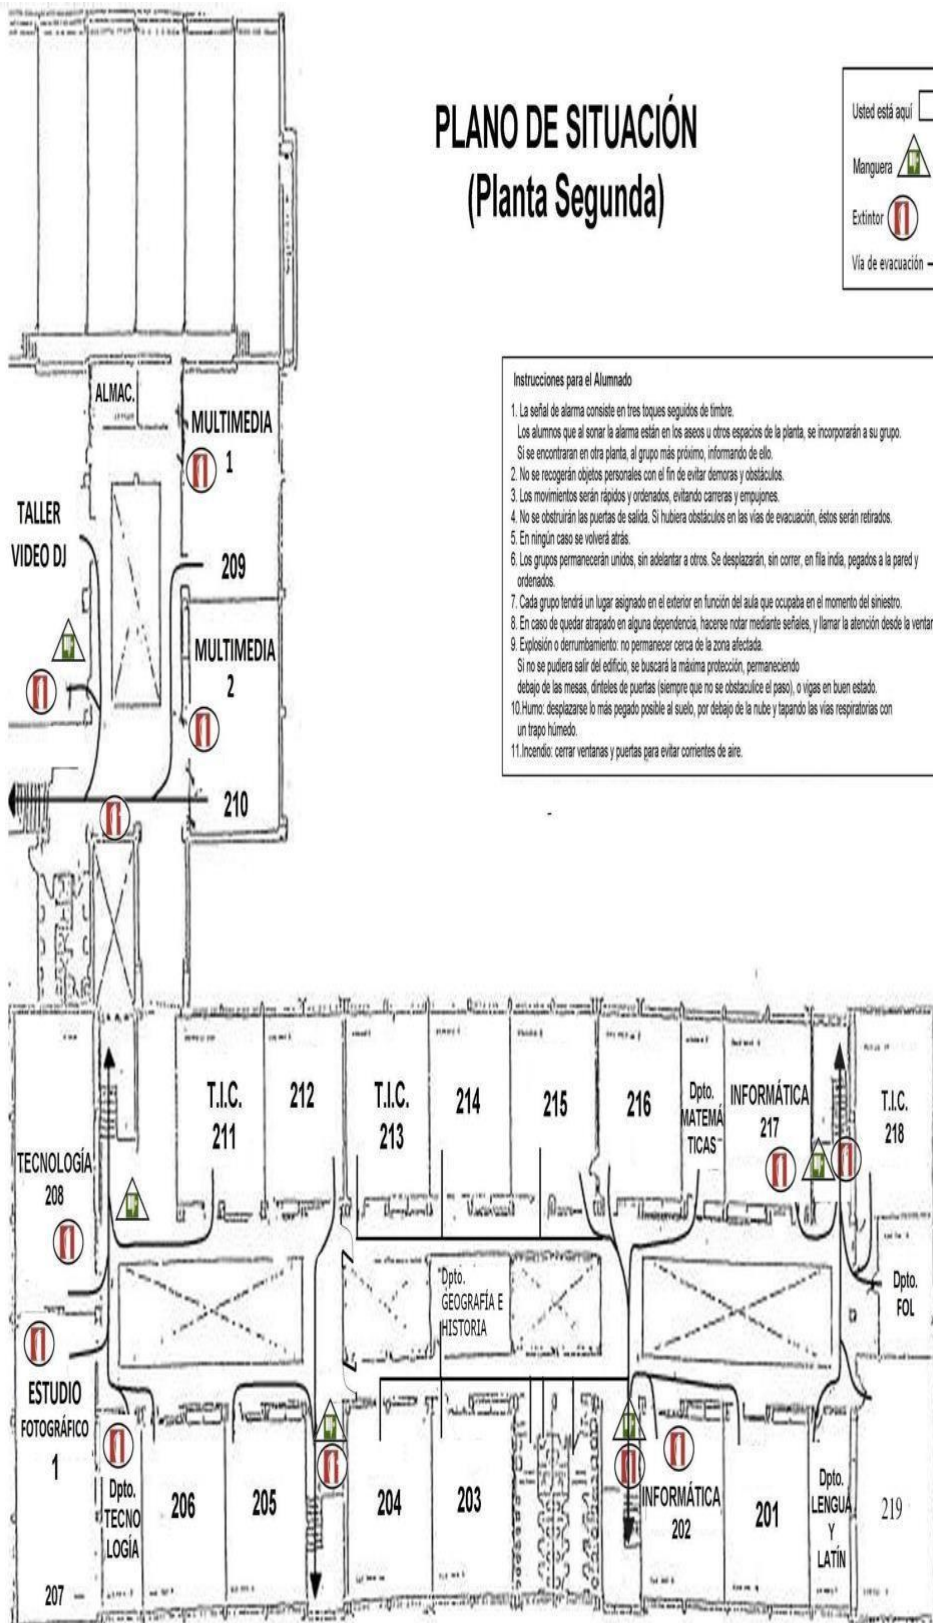 PLANO DE SITUACIÓN
(Planta Segunda)
Usted está aquí
Manguera
Extintor
Vía de evacuación
Instrucciones para el Alumnado
1. La señal de alarma consiste en tres toques seguidos de timbre.
Los alumnos que al sonar la alarma están en los aseos u otros espacios de la planta, se incorporarán a su grupo.
Si se encontraran en otra planta, al grupo más próximo, informando de ello.
2. No se recogerán objetos personales con el fin de evitar demoras y obstáculos.
3. Los movimientos serán rápidos y ordenados, evitando carreras y empujones.
4. No se obstruirán las puertas de salida. Si hubiera obstáculos en las vías de evacuación, éstos serán retirados.
5. En ningún caso se volverá atrás.
6. Los grupos permanecerán unidos, sin adelantar a otros. Se desplazarán, sin correr, en fila india, pegados a la pared y
ordenados.
7. Cada grupo tendrá un lugar asignado en el exterior en función del aula que ocupaba en el momento del siniestro.
8. En caso de quedar atrapado en alguna dependencia, hacerse notar mediante señales, y llamar la atención desde la ventan
9. Explosión o derrumbamiento: no permanecer cerca de la zona afectada.
Si no se pudiera salir del edificio, se buscará la máxima protección, permaneciendo
debajo de las mesas, dinteles de puertas (siempre que no se obstaculice el paso), o vigas en buen estado.
10.Humo: desplazarse lo más pegado posible al suelo, por debajo de la nube y tapando las vías respiratorias con
un trapo húmedo.
11.Incendio: cerrar ventanas y puertas para evitar corrientes de aire.
ALMAC.
MULTIMEDIA
1
TALLER
VIDEO DJ
209
MULTIMEDIA
2
210
TECNOLOGÍA
208
T.I.C.
211
212
T.I.C.
213
214
215
216
Dpto.
MATEMÁ
TICAS
INFORMÁTICA
217
T.I.C.
218
Dpto.
GEOGRAFÍA E
HISTORIA
Dpto.
FOL
ESTUDIO
FOTOGRÁFICO
1
207
Dpto.
TECNO
LOGÍA
206
205
204
203
INFORMÁTICA
202
201
Dpto.
LENGUA
Y
LATÍN
219